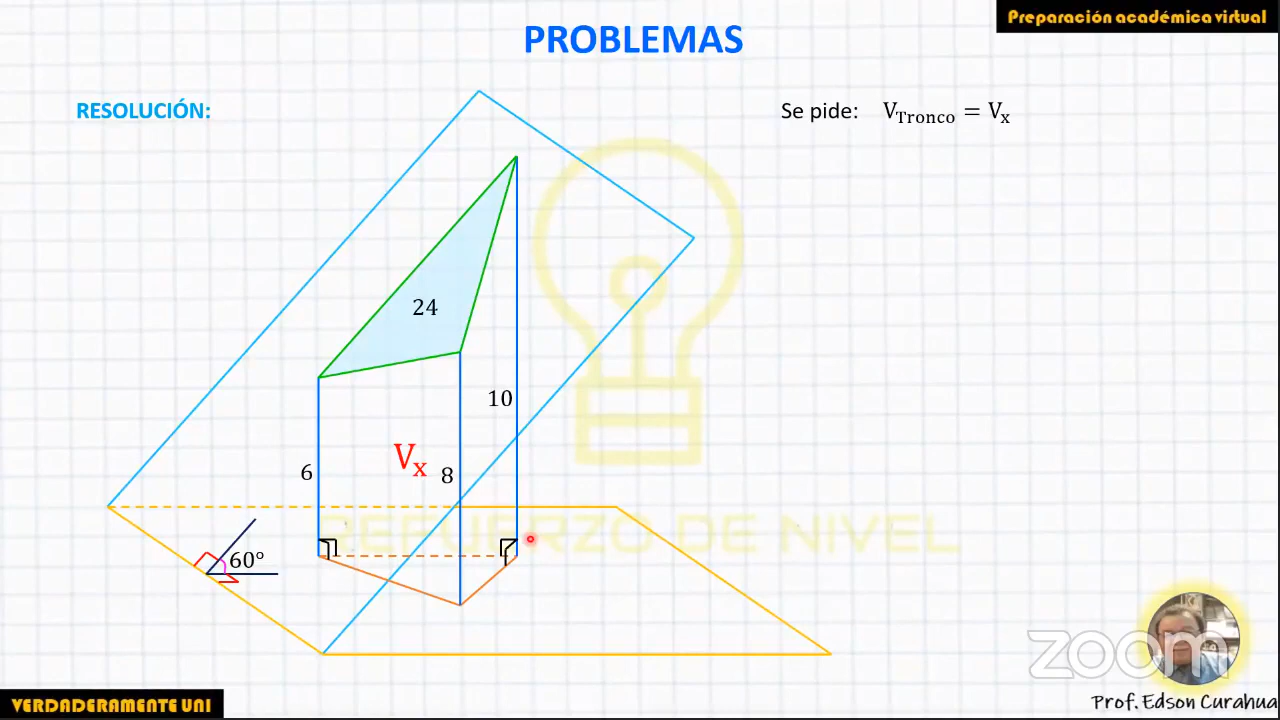 Preparación académica virtual
PROBLEMAS
RESOLUCIÓN:
Se pide: V_Tronco = V_x
24
10
6
V_x
8
REFUERZO DE NIVEL
60°
zoom
VERDADERAMENTE UNI
Prof. Edson Curahua